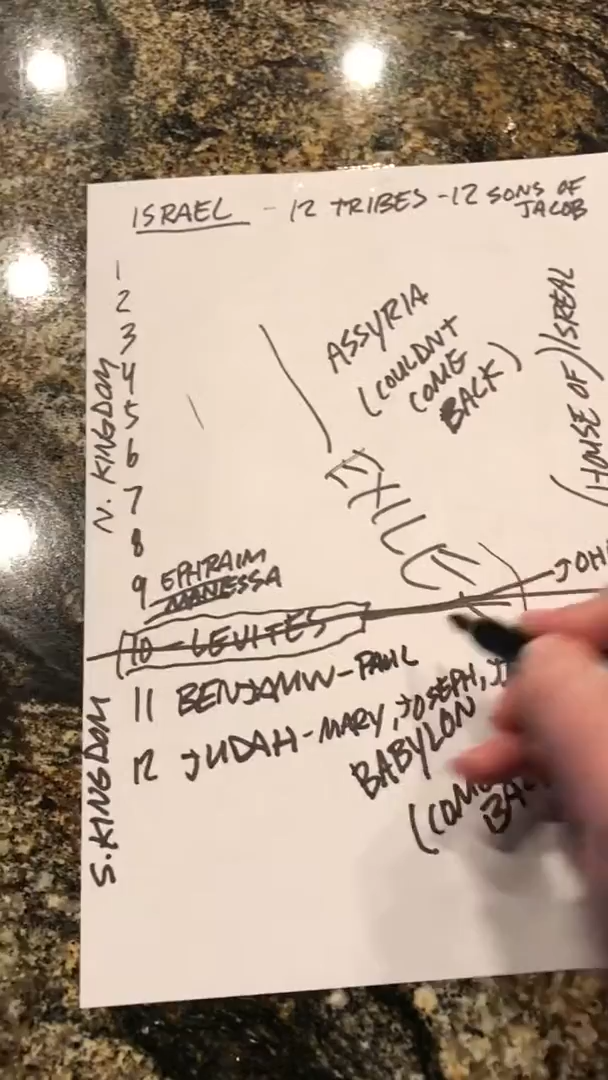 ISRAEL - 12 TRIBES - 12 SONS OF JACOB
1
2
3
4
5
6
7
8
9 EPHRAIM
MANESSA
10 LEVITES
11 BENJAMIN - PAUL
12 JUDAH - MARY, JOSEPH,
N. KINGDOM
S. KINGDOM
ASSYRIA
(COULDNT
COME
BACK)
EXILE
(HOUSE OF) ISREAL
BABYLON